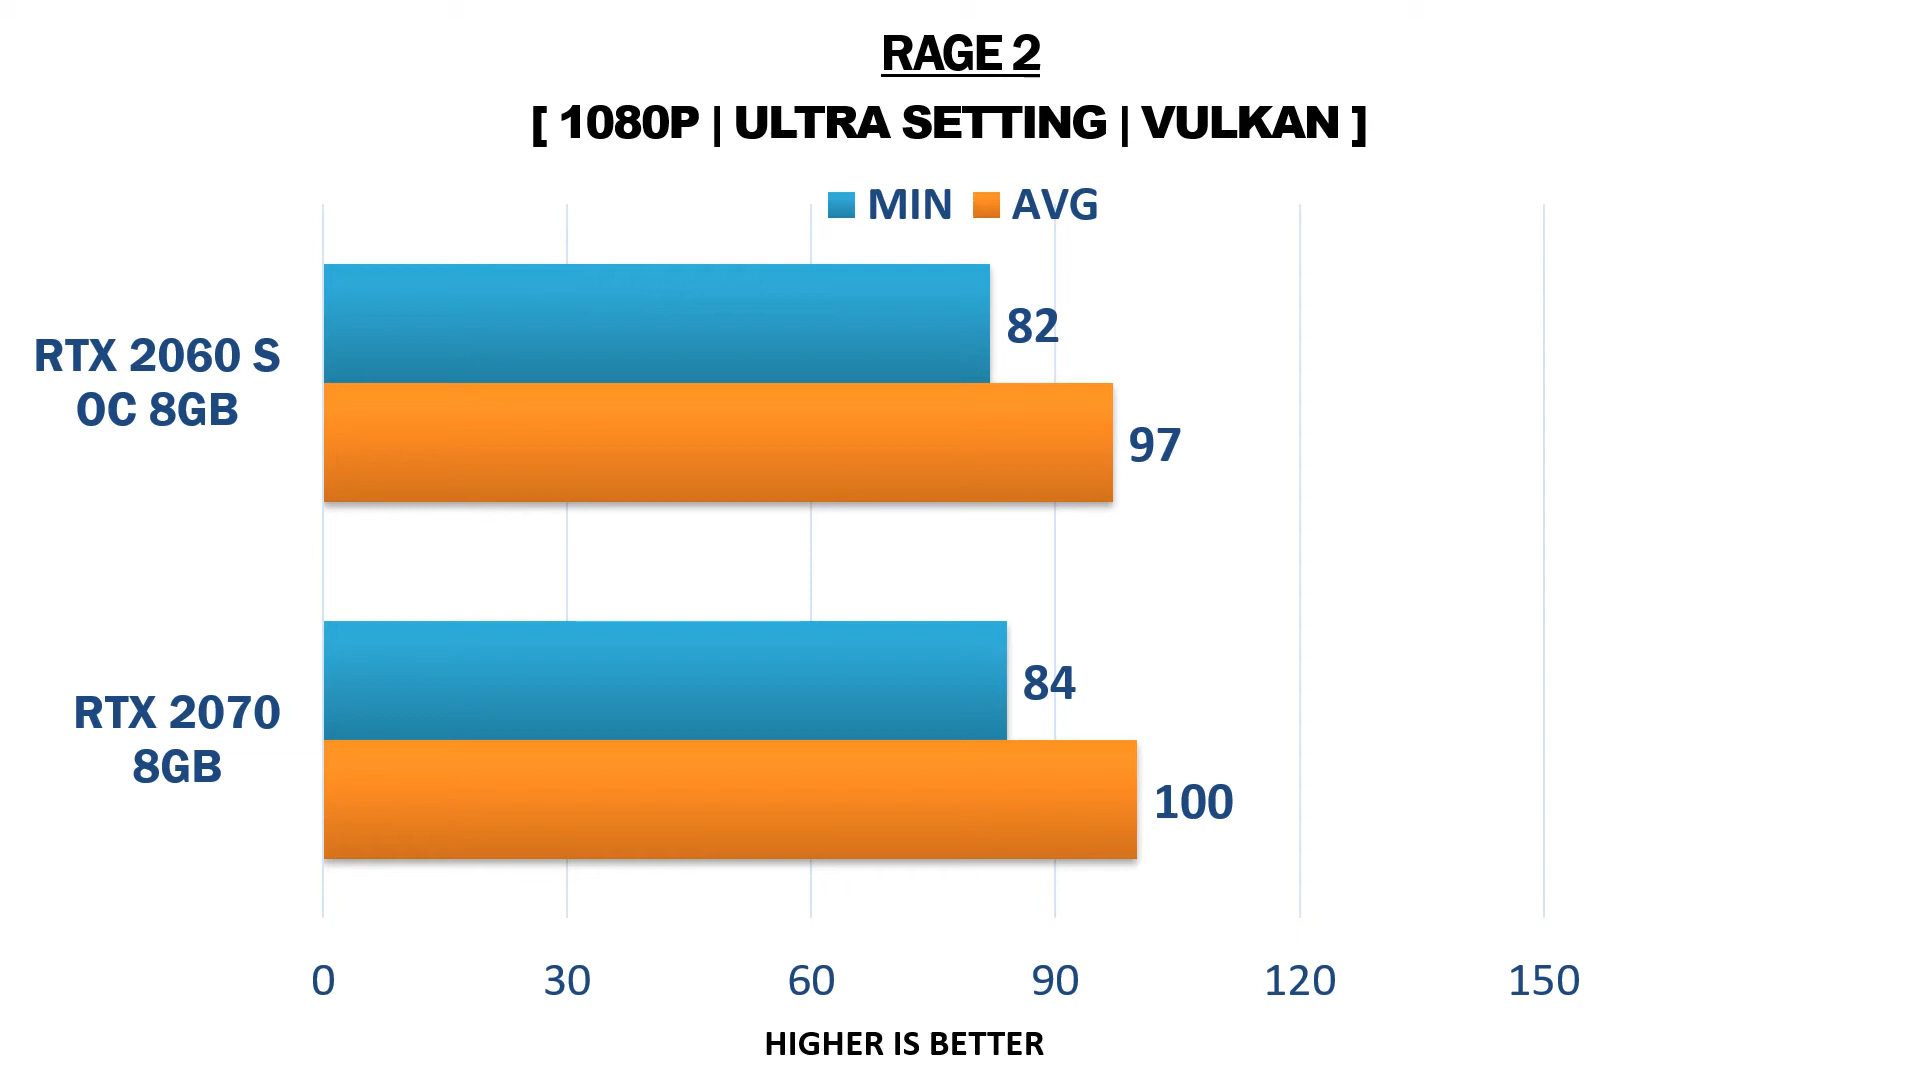 RAGE 2
[ 1080P | ULTRA SETTING | VULKAN ]
MIN AVG
RTX 2060 S
OC 8GB
82
97
RTX 2070
8GB
84
100
0 30 60 90 120 150
HIGHER IS BETTER